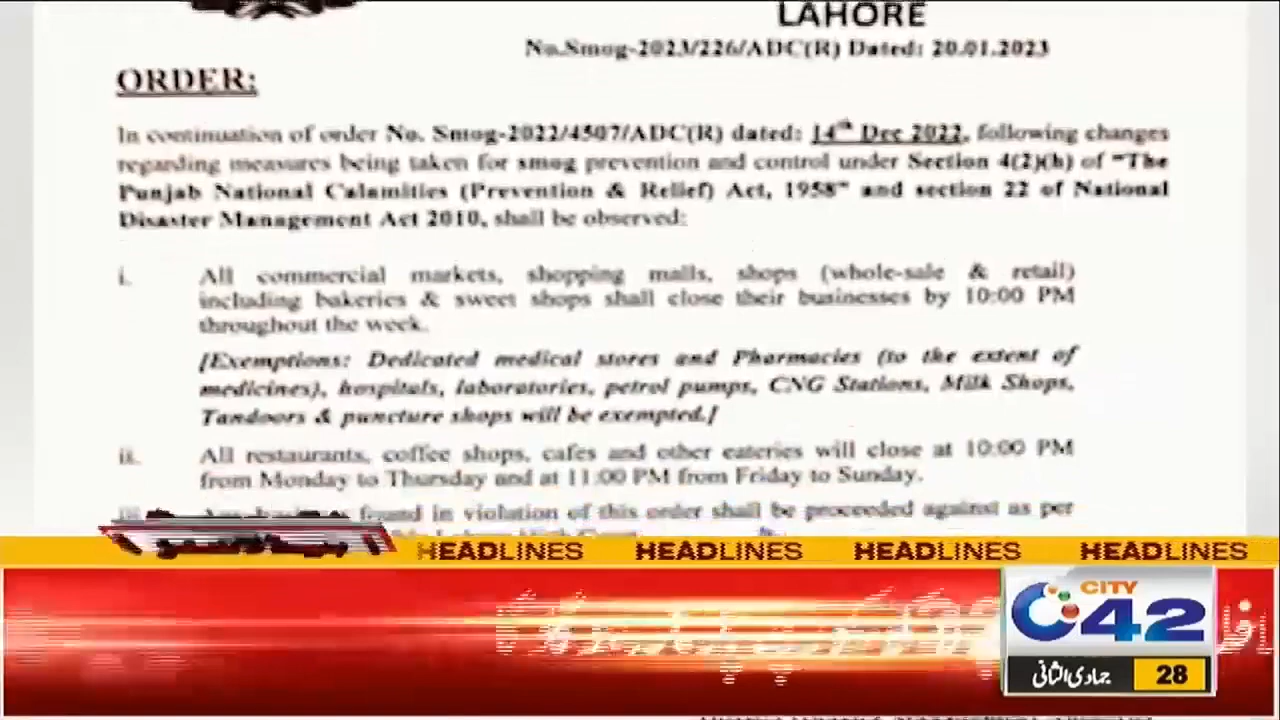 LAHORE
No.Smog-2023/226/ADC(R) Dated: 20.01.2023
ORDER:
In continuation of order No. Smog-2022/4507/ADC(R) dated: 14th Dec 2022, following changes
regarding measures being taken for smog prevention and control under Section 4(2)(h) of "The
Punjab National Calamities (Prevention & Relief) Act, 1958" and section 22 of National
Disaster Management Act 2010, shall be observed:
i. All commercial markets, shopping malls, shops (whole-sale & retail)
including bakeries & sweet shops shall close their businesses by 10:00 PM
throughout the week.
[Exemptions: Dedicated medical stores and Pharmacies (to the extent of
medicines), hospitals, laboratories, petrol pumps, CNG Stations, Milk Shops,
Tandoors & puncture shops will be exempted.]
ii. All restaurants, coffee shops, cafes and other eateries will close at 10:00 PM
from Monday to Thursday and at 11:00 PM from Friday to Sunday.
found in violation of this order shall be proceeded against as per
HEADLINES HEADLINES HEADLINES HEADLINES
CITY
42
جمادی الثانی 28